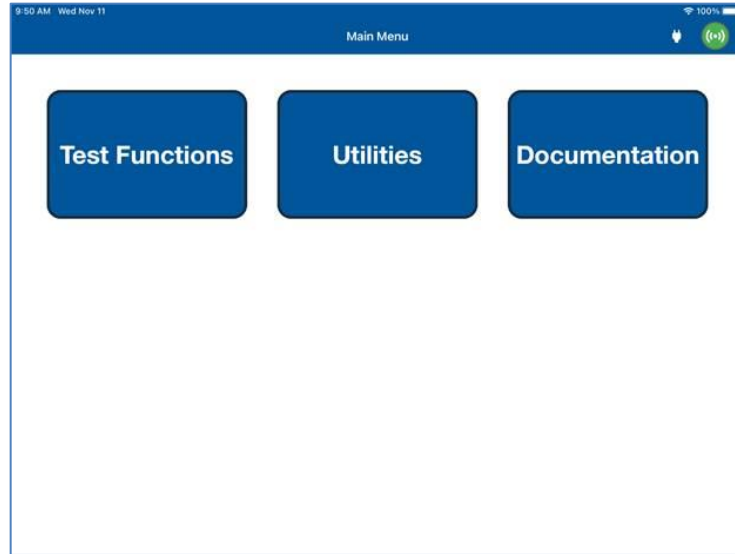 9:50 AM Wed Nov 11 100%
Main Menu
Test Functions Utilities Documentation